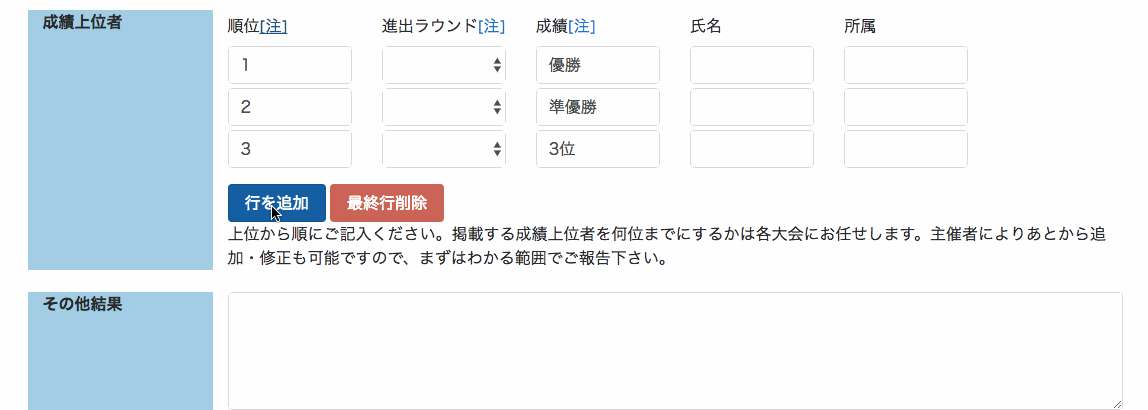 成績上位者
順位[注] 進出ラウンド[注] 成績[注] 氏名 所属
1 優勝
2 準優勝
3 3位
行を追加 最終行削除
上位から順にご記入ください。掲載する成績上位者を何位までにするかは各大会にお任せします。主催者によりあとから追
加・修正も可能ですので、まずはわかる範囲でご報告下さい。
その他結果